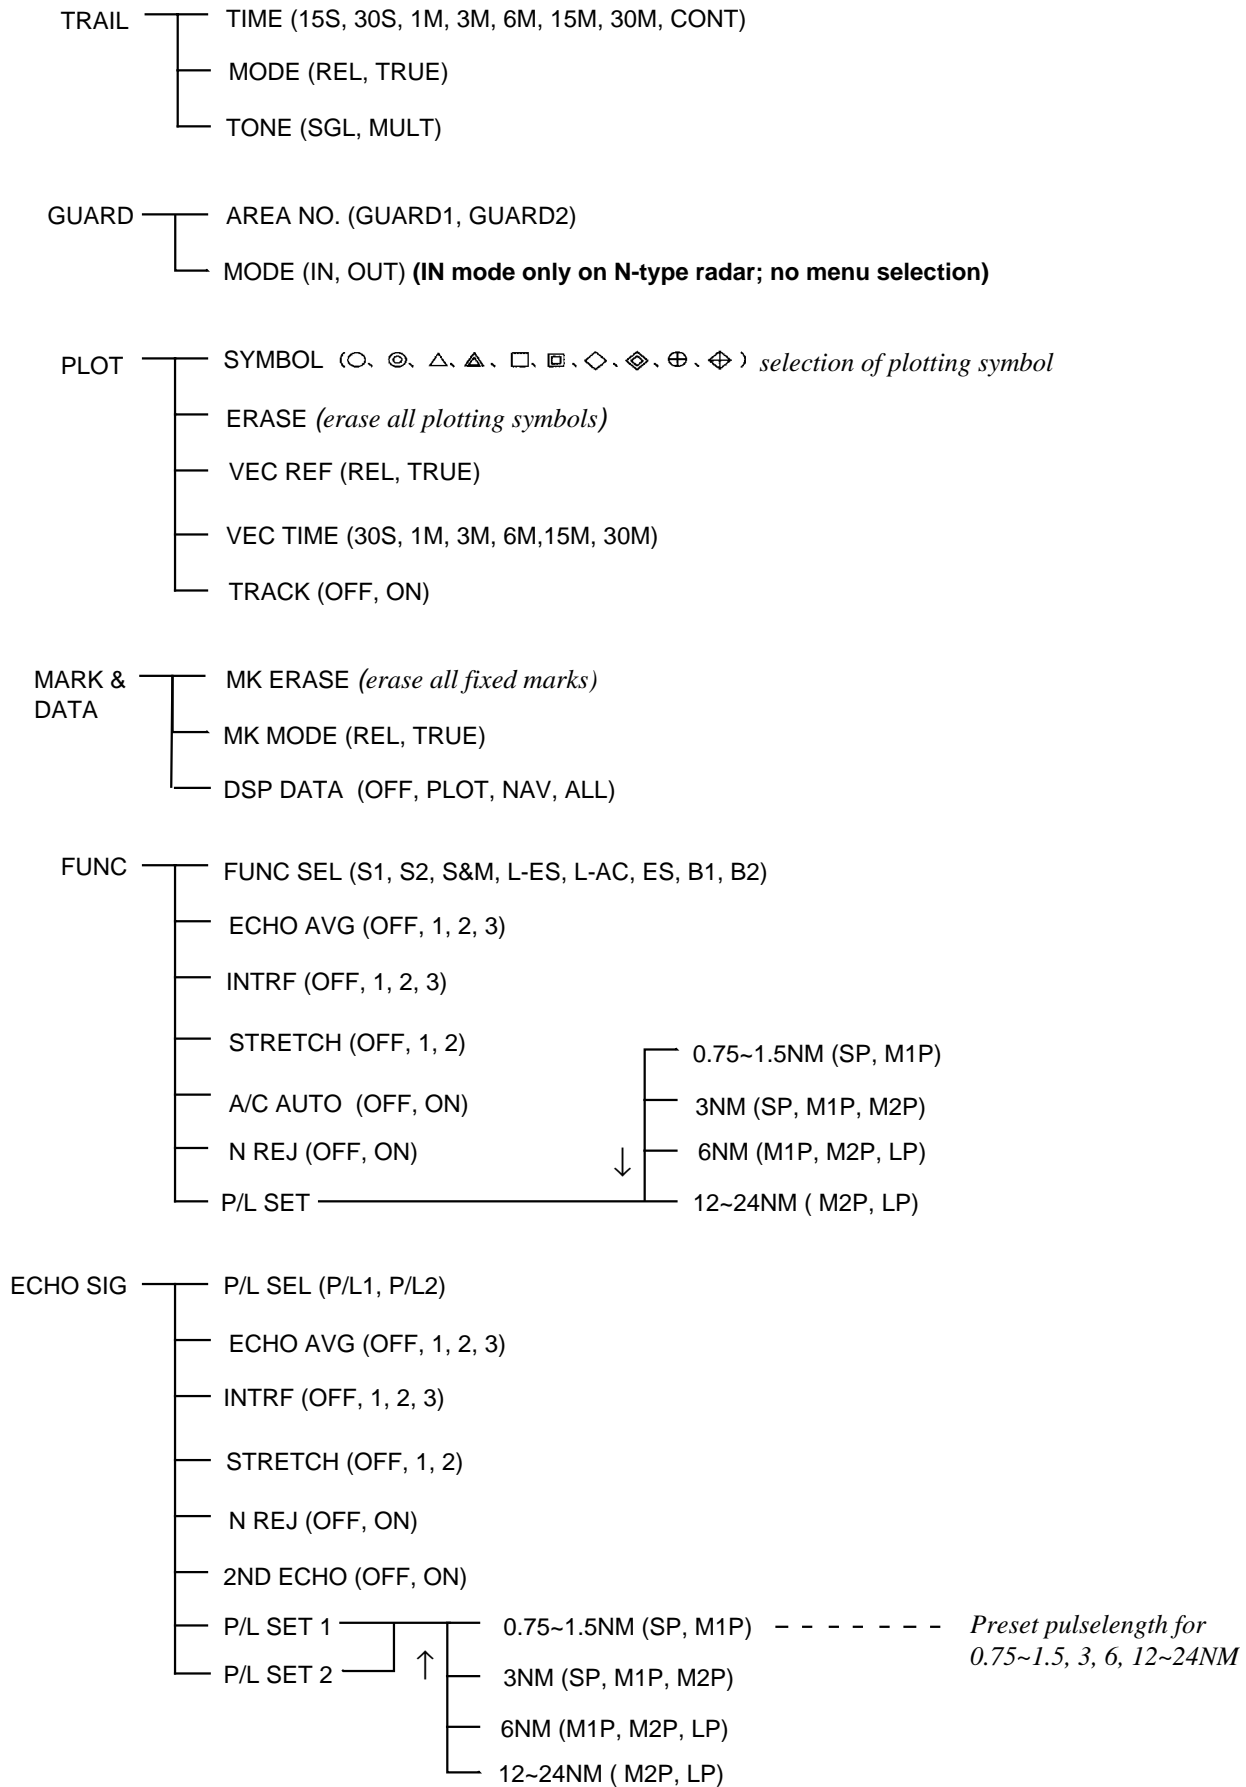 TRAIL TIME (15S, 30S, 1M, 3M, 6M, 15M, 30M, CONT)
MODE (REL, TRUE)
TONE (SGL, MULT)
GUARD AREA NO. (GUARD1, GUARD2)
MODE (IN, OUT) (IN mode only on N-type radar; no menu selection)
PLOT SYMBOL (○、◎、△、◬、□、回、◇、◈、⊕、⌖) selection of plotting symbol
ERASE (erase all plotting symbols)
VEC REF (REL, TRUE)
VEC TIME (30S, 1M, 3M, 6M,15M, 30M)
TRACK (OFF, ON)
MARK & DATA
MK ERASE (erase all fixed marks)
MK MODE (REL, TRUE)
DSP DATA (OFF, PLOT, NAV, ALL)
FUNC FUNC SEL (S1, S2, S&M, L-ES, L-AC, ES, B1, B2)
ECHO AVG (OFF, 1, 2, 3)
INTRF (OFF, 1, 2, 3)
STRETCH (OFF, 1, 2)
A/C AUTO (OFF, ON)
N REJ (OFF, ON)
P/L SET
0.75~1.5NM (SP, M1P)
3NM (SP, M1P, M2P)
↓ 6NM (M1P, M2P, LP)
12~24NM ( M2P, LP)
ECHO SIG P/L SEL (P/L1, P/L2)
ECHO AVG (OFF, 1, 2, 3)
INTRF (OFF, 1, 2, 3)
STRETCH (OFF, 1, 2)
N REJ (OFF, ON)
2ND ECHO (OFF, ON)
P/L SET 1
P/L SET 2
↑
0.75~1.5NM (SP, M1P) – – – – – – – Preset pulselength for
0.75~1.5, 3, 6, 12~24NM
3NM (SP, M1P, M2P)
6NM (M1P, M2P, LP)
12~24NM ( M2P, LP)